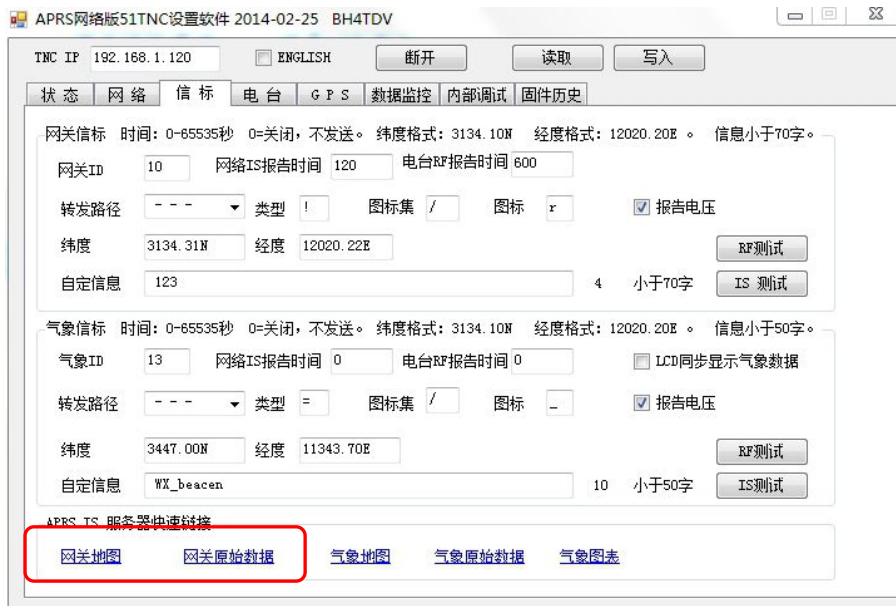 APRS网络版51TNC设置软件 2014-02-25 BH4TDV
TNC IP 192.168.1.120 ENGLISH 断开 读取 写入
状态 网络 信标 电台 GPS 数据监控 内部调试 固件历史
网关信标 时间：0-65535秒 0=关闭，不发送。 纬度格式：3134.10N 经度格式：12020.20E 。 信息小于70字。
网关ID 10 网络IS报告时间 120 电台RF报告时间 600
转发路径 - - - 类型 ! 图标集 / 图标 r 报告电压
纬度 3134.31N 经度 12020.22E RF测试
自定信息 123 4 小于70字 IS 测试
气象信标 时间：0-65535秒 0=关闭，不发送。 纬度格式：3134.10N 经度格式：12020.20E 。 信息小于50字。
气象ID 13 网络IS报告时间 0 电台RF报告时间 0 LCD同步显示气象数据
转发路径 - - - 类型 = 图标集 / 图标 _ 报告电压
纬度 3447.00N 经度 11343.70E RF测试
自定信息 WX_beacen 10 小于50字 IS测试
APRS IS 服务器快速链接
网关地图 网关原始数据 气象地图 气象原始数据 气象图表